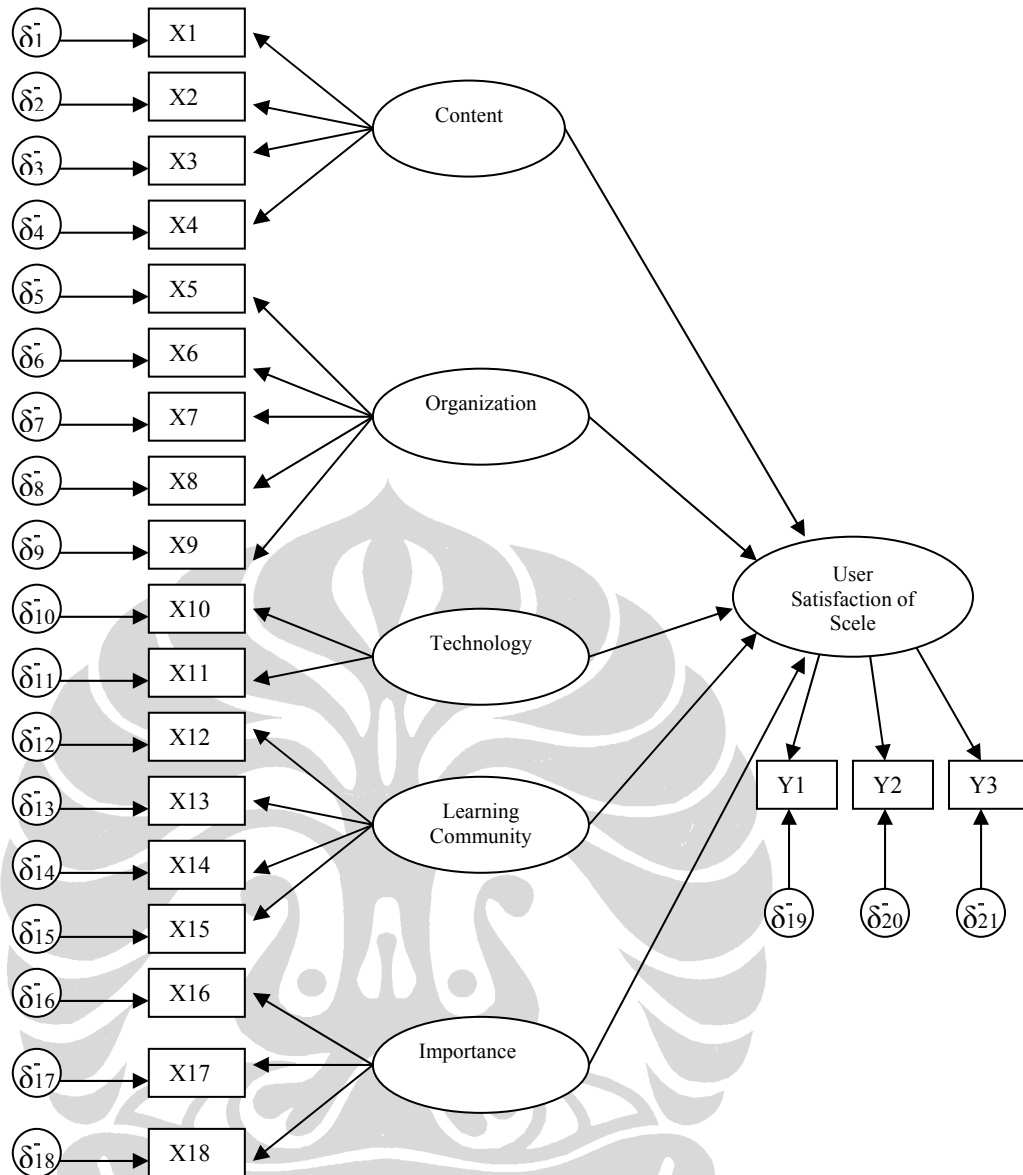 δ1 X1
δ2 X2
δ3 X3
δ4 X4
Content
δ5 X5
δ6 X6
δ7 X7
δ8 X8
δ9 X9
Organization
δ10 X10
δ11 X11
Technology
δ12 X12
δ13 X13
δ14 X14
δ15 X15
Learning
Community
δ16 X16
δ17 X17
δ18 X18
Importance
User
Satisfaction of
Scele
Y1 Y2 Y3
δ19 δ20 δ21